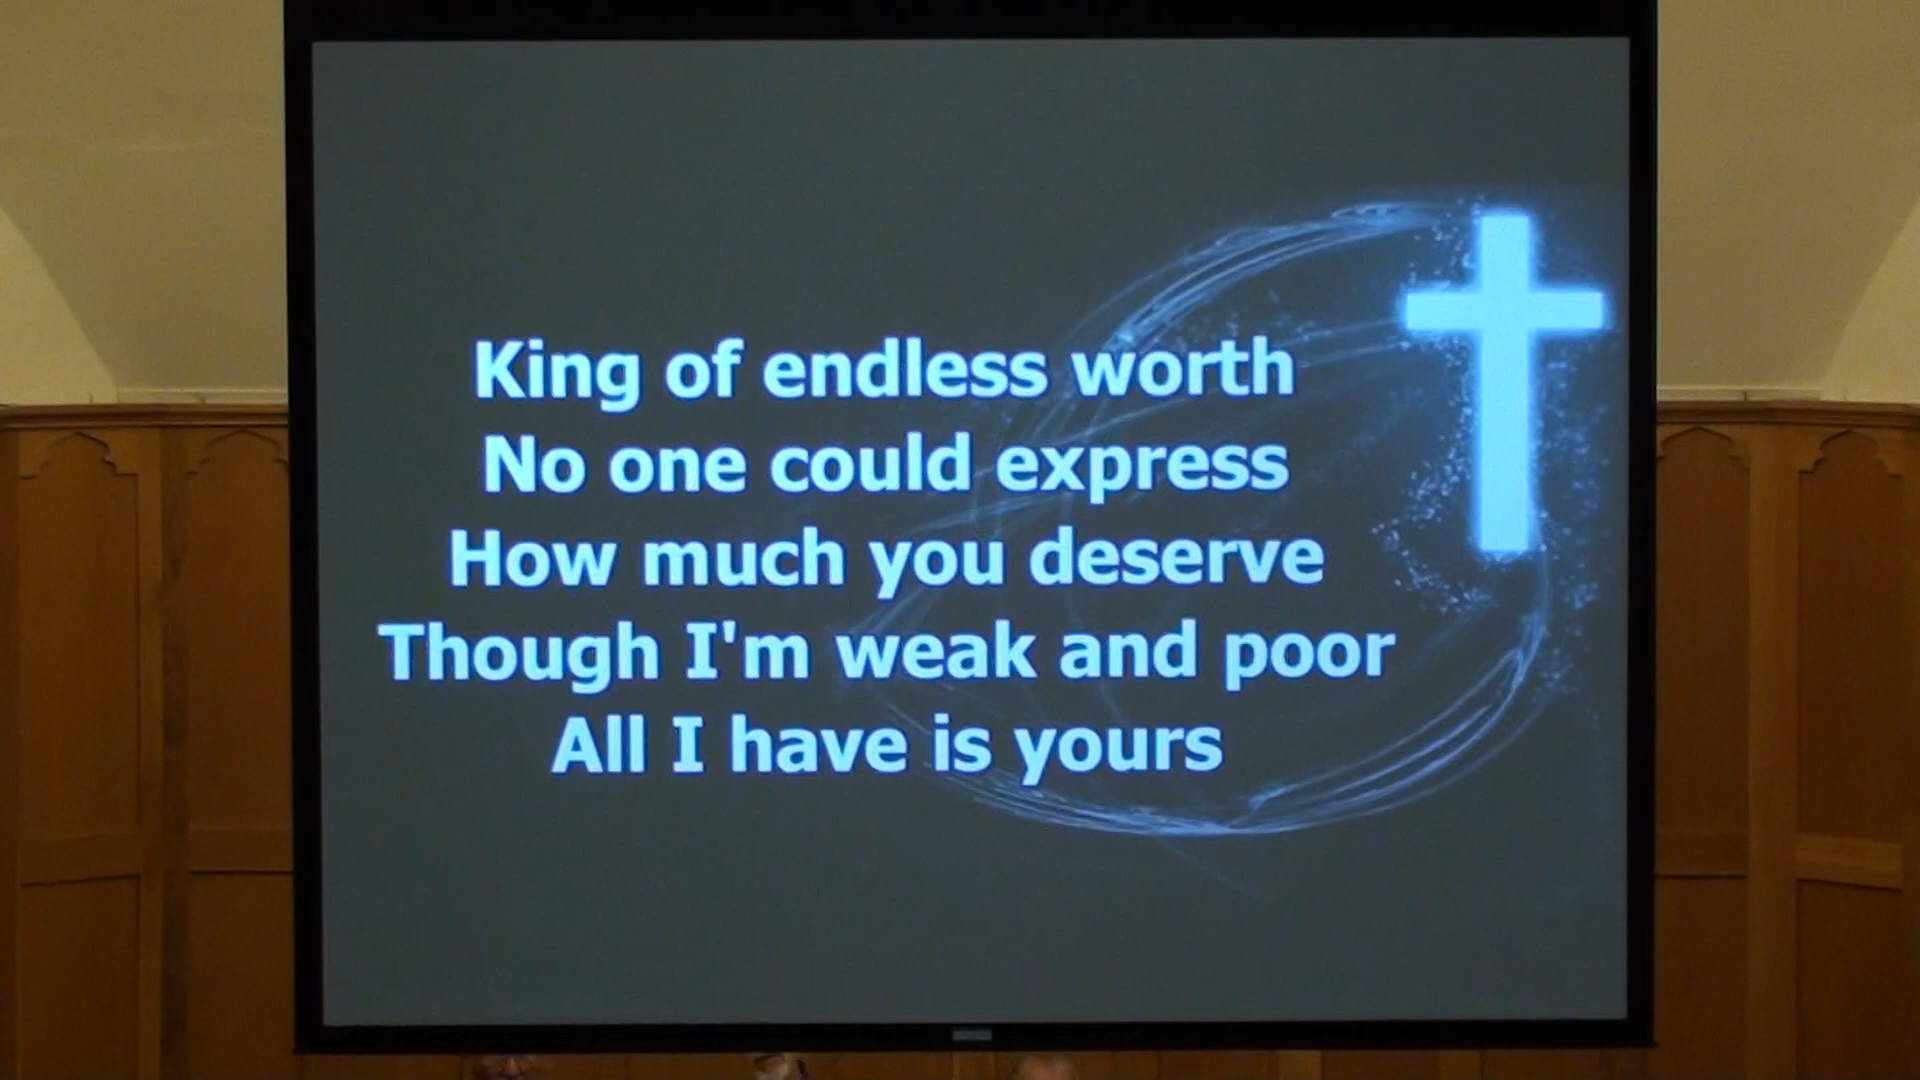 King of endless worth
No one could express
How much you deserve
Though I'm weak and poor
All I have is yours